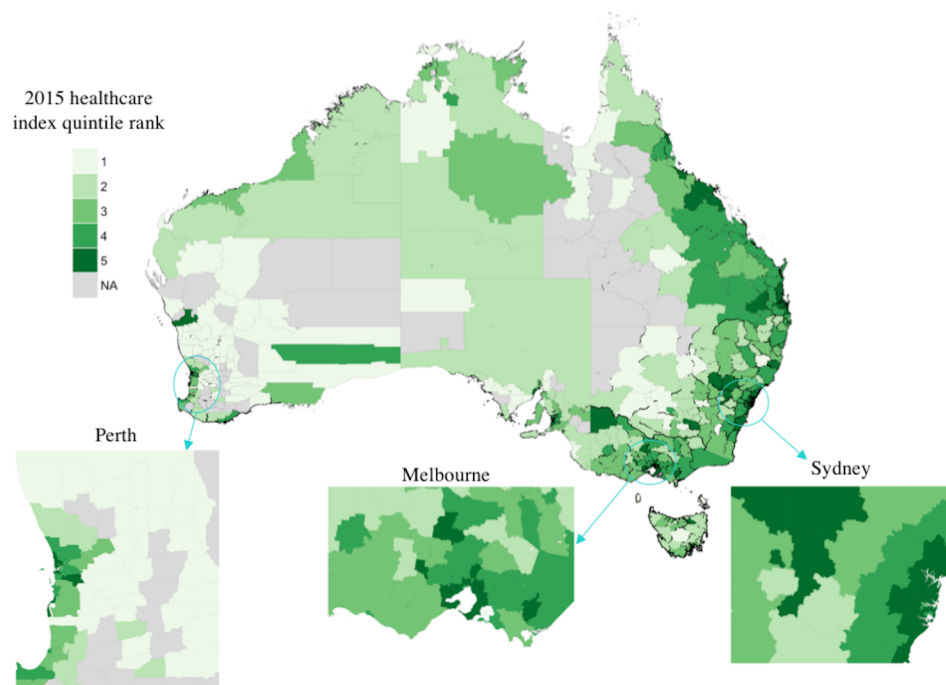 2015 healthcare
index quintile rank
1
2
3
4
5
NA
Perth
Melbourne
Sydney